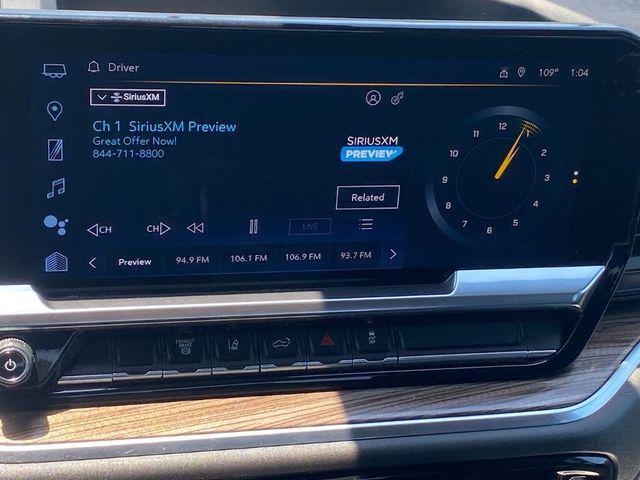 Driver
109° 1:04
SiriusXM
Ch 1 SiriusXM Preview
Great Offer Now!
844-711-8800
SIRIUSXM
PREVIEW
Related
CH
CH
LIVE
Preview 94.9 FM 106.1 FM 106.9 FM 93.7 FM
12
1
2
3
4
5
6
7
8
9
10
11
EXHAUST
BRAKE